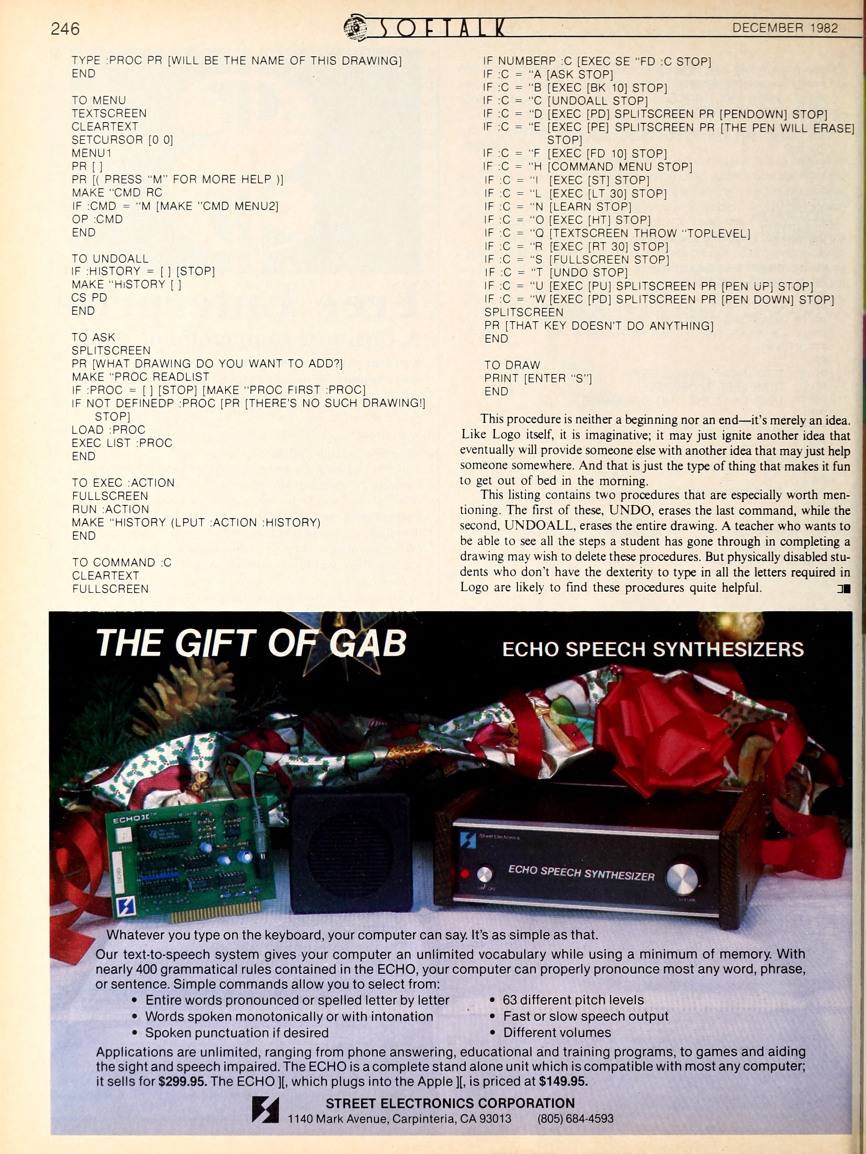 246
SOFTALK
DECEMBER 1982
TYPE :PROC PR [WILL BE THE NAME OF THIS DRAWING]
END
TO MENU
TEXTSCREEN
CLEARTEXT
SETCURSOR [0 0]
MENU1
PR [ ]
PR [( PRESS "M" FOR MORE HELP )]
MAKE "CMD RC
IF :CMD = "M [MAKE "CMD MENU2]
OP :CMD
END
TO UNDOALL
IF :HISTORY = [ ] [STOP]
MAKE "HISTORY [ ]
CS PD
END
TO ASK
SPLITSCREEN
PR [WHAT DRAWING DO YOU WANT TO ADD?]
MAKE "PROC READLIST
IF :PROC = [ ] [STOP] [MAKE "PROC FIRST :PROC]
IF NOT DEFINEDP :PROC [PR [THERE'S NO SUCH DRAWING!]
STOP]
LOAD :PROC
EXEC LIST :PROC
END
TO EXEC :ACTION
FULLSCREEN
RUN :ACTION
MAKE "HISTORY (LPUT :ACTION :HISTORY)
END
TO COMMAND :C
CLEARTEXT
FULLSCREEN
IF NUMBERP :C [EXEC SE "FD :C STOP]
IF :C = "A [ASK STOP]
IF :C = "B [EXEC [BK 10] STOP]
IF :C = "C [UNDOALL STOP]
IF :C = "D [EXEC [PD] SPLITSCREEN PR [PENDOWN] STOP]
IF :C = "E [EXEC [PE] SPLITSCREEN PR [THE PEN WILL ERASE]
STOP]
IF :C = "F [EXEC [FD 10] STOP]
IF :C = "H [COMMAND MENU STOP]
IF :C = "I [EXEC [ST] STOP]
IF :C = "L [EXEC [LT 30] STOP]
IF :C = "N [LEARN STOP]
IF :C = "O [EXEC [HT] STOP]
IF :C = "Q [TEXTSCREEN THROW "TOPLEVEL]
IF :C = "R [EXEC [RT 30] STOP]
IF :C = "S [FULLSCREEN STOP]
IF :C = "T [UNDO STOP]
IF :C = "U [EXEC [PU] SPLITSCREEN PR [PEN UP] STOP]
IF :C = "W [EXEC [PD] SPLITSCREEN PR [PEN DOWN] STOP]
SPLITSCREEN
PR [THAT KEY DOESN'T DO ANYTHING]
END
TO DRAW
PRINT [ENTER "S"]
END
This procedure is neither a beginning nor an end—it's merely an idea.
Like Logo itself, it is imaginative; it may just ignite another idea that
eventually will provide someone else with another idea that may just help
someone somewhere. And that is just the type of thing that makes it fun
to get out of bed in the morning.
This listing contains two procedures that are especially worth men-
tioning. The first of these, UNDO, erases the last command, while the
second, UNDOALL, erases the entire drawing. A teacher who wants to
be able to see all the steps a student has gone through in completing a
drawing may wish to delete these procedures. But physically disabled stu-
dents who don't have the dexterity to type in all the letters required in
Logo are likely to find these procedures quite helpful.
THE GIFT OF GAB
ECHO SPEECH SYNTHESIZERS
ECHO ][
Street Electronics
ECHO SPEECH SYNTHESIZER
Whatever you type on the keyboard, your computer can say. It's as simple as that.
Our text-to-speech system gives your computer an unlimited vocabulary while using a minimum of memory. With
nearly 400 grammatical rules contained in the ECHO, your computer can properly pronounce most any word, phrase,
or sentence. Simple commands allow you to select from:
• Entire words pronounced or spelled letter by letter
• Words spoken monotonically or with intonation
• Spoken punctuation if desired
• 63 different pitch levels
• Fast or slow speech output
• Different volumes
Applications are unlimited, ranging from phone answering, educational and training programs, to games and aiding
the sight and speech impaired. The ECHO is a complete stand alone unit which is compatible with most any computer;
it sells for $299.95. The ECHO ][, which plugs into the Apple ][, is priced at $149.95.
STREET ELECTRONICS CORPORATION
1140 Mark Avenue, Carpinteria, CA 93013 (805) 684-4593